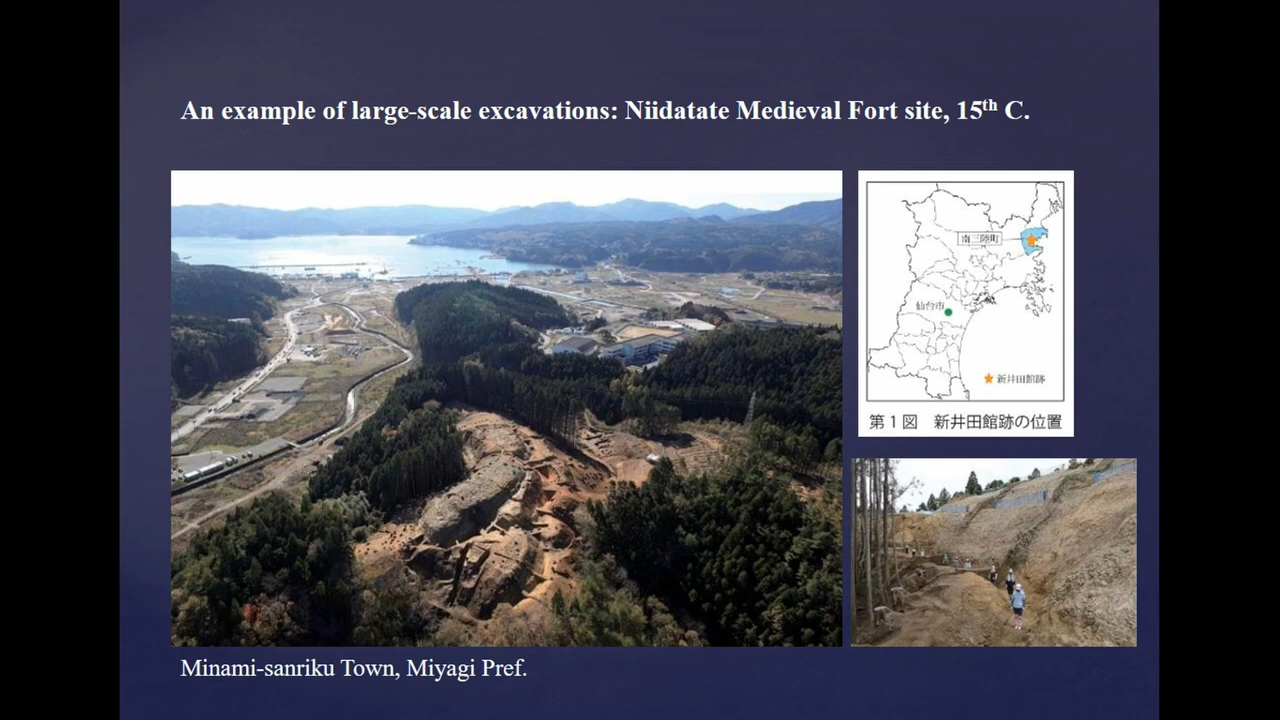 An example of large-scale excavations: Niidatate Medieval Fort site, 15th C.
南三陸町
仙台市
新井田館跡
第1図 新井田館跡の位置
Minami-sanriku Town, Miyagi Pref.